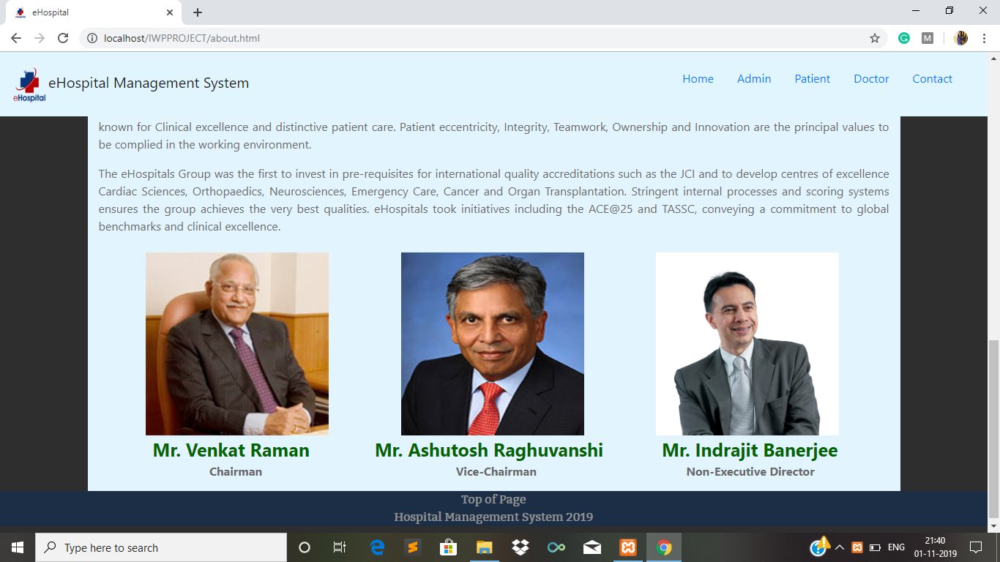 eHospital
localhost/IWPPROJECT/about.html
eHospital
eHospital Management System
Home Admin Patient Doctor Contact
known for Clinical excellence and distinctive patient care. Patient eccentricity, Integrity, Teamwork, Ownership and Innovation are the principal values to
be complied in the working environment.
The eHospitals Group was the first to invest in pre-requisites for international quality accreditations such as the JCI and to develop centres of excellence
Cardiac Sciences, Orthopaedics, Neurosciences, Emergency Care, Cancer and Organ Transplantation. Stringent internal processes and scoring systems
ensures the group achieves the very best qualities. eHospitals took initiatives including the ACE@25 and TASSC, conveying a commitment to global
benchmarks and clinical excellence.
Mr. Venkat Raman Mr. Ashutosh Raghuvanshi Mr. Indrajit Banerjee
Chairman Vice-Chairman Non-Executive Director
Top of Page
Hospital Management System 2019
Type here to search
ENG
21:40
01-11-2019